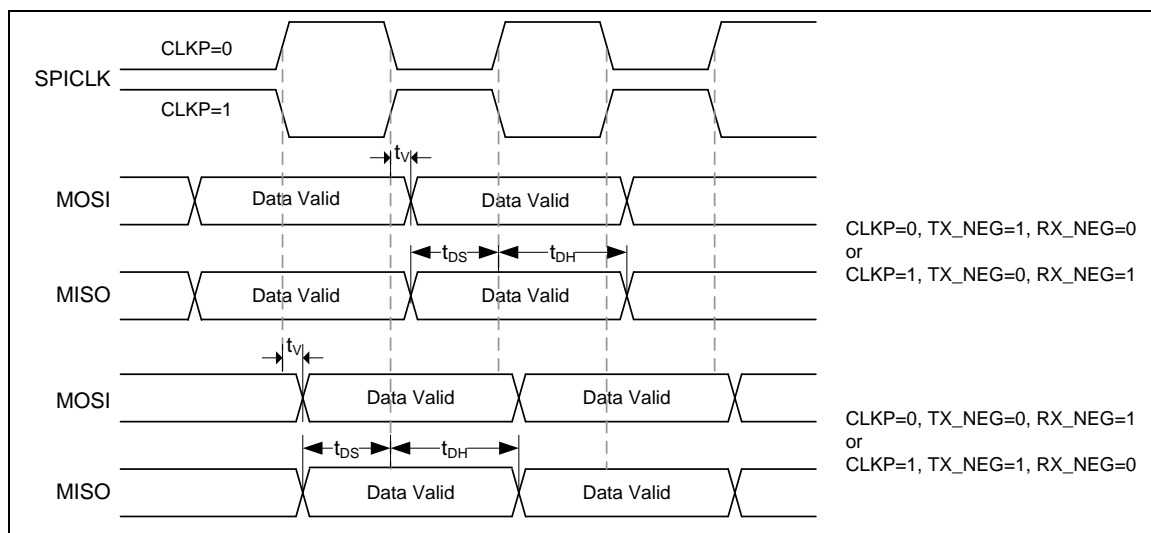 CLKP=0
SPICLK
CLKP=1
tV
MOSI
Data Valid
Data Valid
tDS
tDH
MISO
Data Valid
Data Valid
CLKP=0, TX_NEG=1, RX_NEG=0
or
CLKP=1, TX_NEG=0, RX_NEG=1
tV
MOSI
Data Valid
Data Valid
tDS
tDH
MISO
Data Valid
Data Valid
CLKP=0, TX_NEG=0, RX_NEG=1
or
CLKP=1, TX_NEG=1, RX_NEG=0